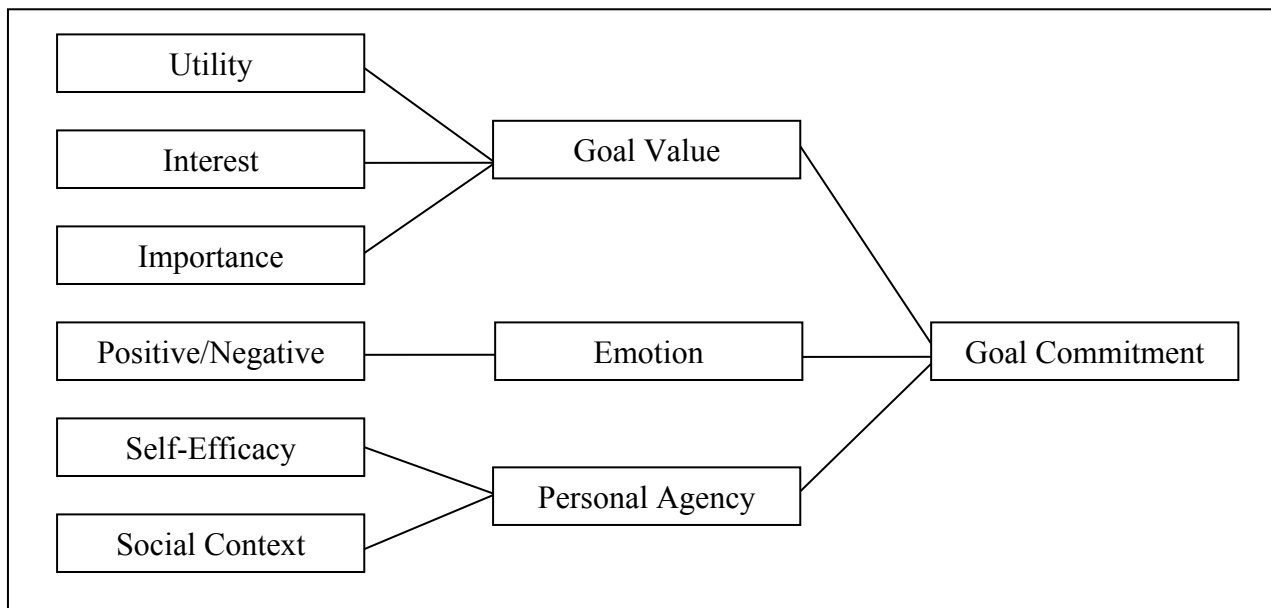 Utility
Interest
Importance
Positive/Negative
Self-Efficacy
Social Context
Goal Value
Emotion
Personal Agency
Goal Commitment